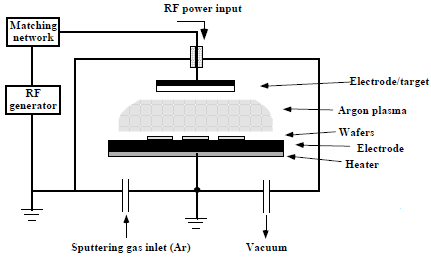 RF power input
Matching
network
RF
generator
Electrode/target
Argon plasma
Wafers
Electrode
Heater
Sputtering gas inlet (Ar)
Vacuum